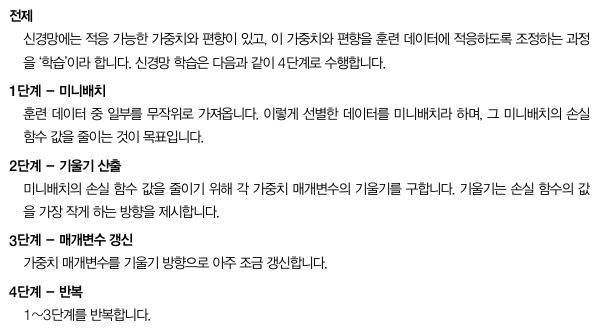 전제
신경망에는 적응 가능한 가중치와 편향이 있고, 이 가중치와 편향을 훈련 데이터에 적응하도록 조정하는 과정
을 '학습'이라 합니다. 신경망 학습은 다음과 같이 4단계로 수행합니다.
1단계 – 미니배치
훈련 데이터 중 일부를 무작위로 가져옵니다. 이렇게 선별한 데이터를 미니배치라 하며, 그 미니배치의 손실
함수 값을 줄이는 것이 목표입니다.
2단계 – 기울기 산출
미니배치의 손실 함수 값을 줄이기 위해 각 가중치 매개변수의 기울기를 구합니다. 기울기는 손실 함수의 값
을 가장 작게 하는 방향을 제시합니다.
3단계 – 매개변수 갱신
가중치 매개변수를 기울기 방향으로 아주 조금 갱신합니다.
4단계 – 반복
1~3단계를 반복합니다.